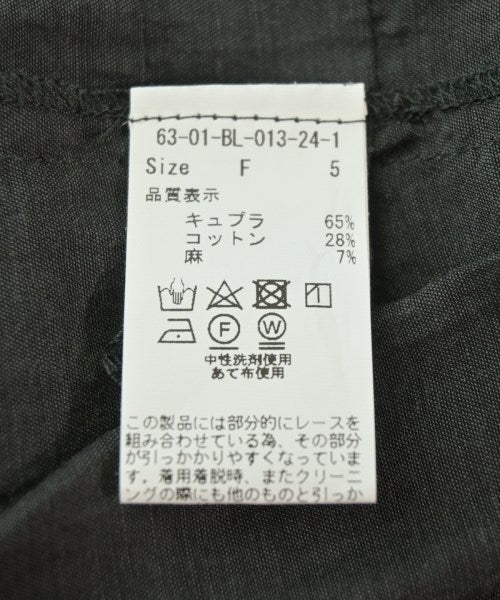 63-01-BL-013-24-1
Size F 5
品質表示
キュプラ 65%
コットン 28%
麻 7%
F W
中性洗剤使用
あて布使用
この製品には部分的にレースを
組み合わせている為、その部分
が引っかかりやすくなっていま
す。着用着脱時、またクリーニ
ングの際にも他のものと引っか